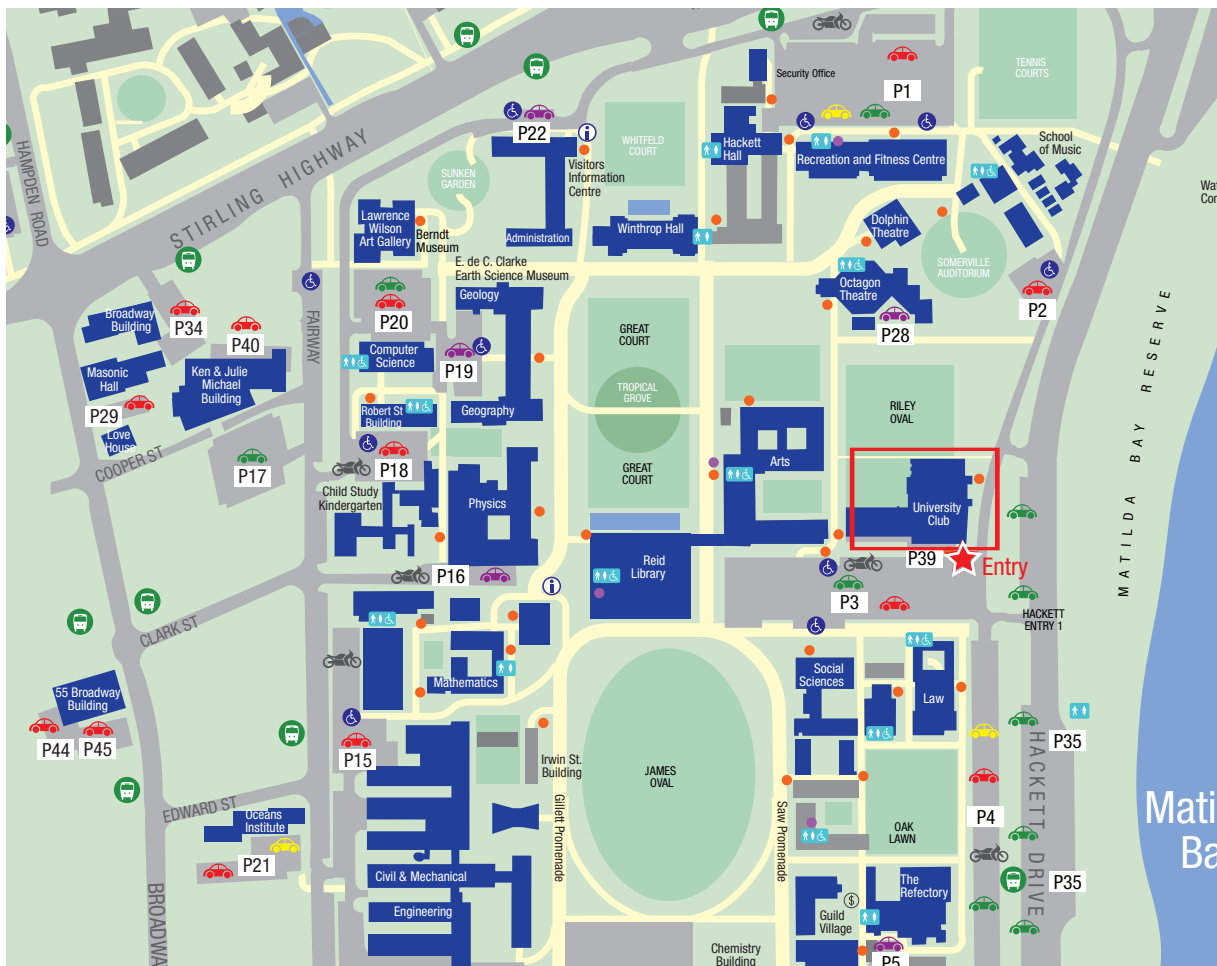 Security Office
P1
TENNIS
COURTS
HAMPDEN ROAD
STIRLING HIGHWAY
P22
WHITFELD
COURT
Hackett
Hall
Recreation and Fitness Centre
School
of Music
SUNKEN
GARDEN
Visitors
Information
Centre
Lawrence
Wilson
Art Gallery
Berndt
Museum
Administration
Winthrop Hall
Dolphin
Theatre
SOMERVILLE
AUDITORIUM
E. de C. Clarke
Earth Science Museum
Geology
Octagon
Theatre
P2
Broadway
Building
P34
P40
FAIRWAY
P20
GREAT
COURT
P28
Masonic
Hall
Ken & Julie
Michael
Building
Computer
Science
P19
TROPICAL
GROVE
MATILDA BAY RESERVE
P29
Love
House
Robert St
Building
Geography
RILEY
OVAL
COOPER ST
P17
P18
GREAT
COURT
Arts
Child Study
Kindergarten
Physics
University
Club
P16
Reid
Library
P39
Entry
P3
HACKETT
ENTRY 1
CLARK ST
Mathematics
Social
Sciences
Law
55 Broadway
Building
P44
P45
P15
Irwin St.
Building
JAMES
OVAL
P35
HACKETT DRIVE
EDWARD ST
Oceans
Institute
P21
Gillett Promenade
Saw Promenade
P4
OAK
LAWN
Civil & Mechanical
Engineering
The
Refectory
P35
$
Guild
Village
Chemistry
Building
P5